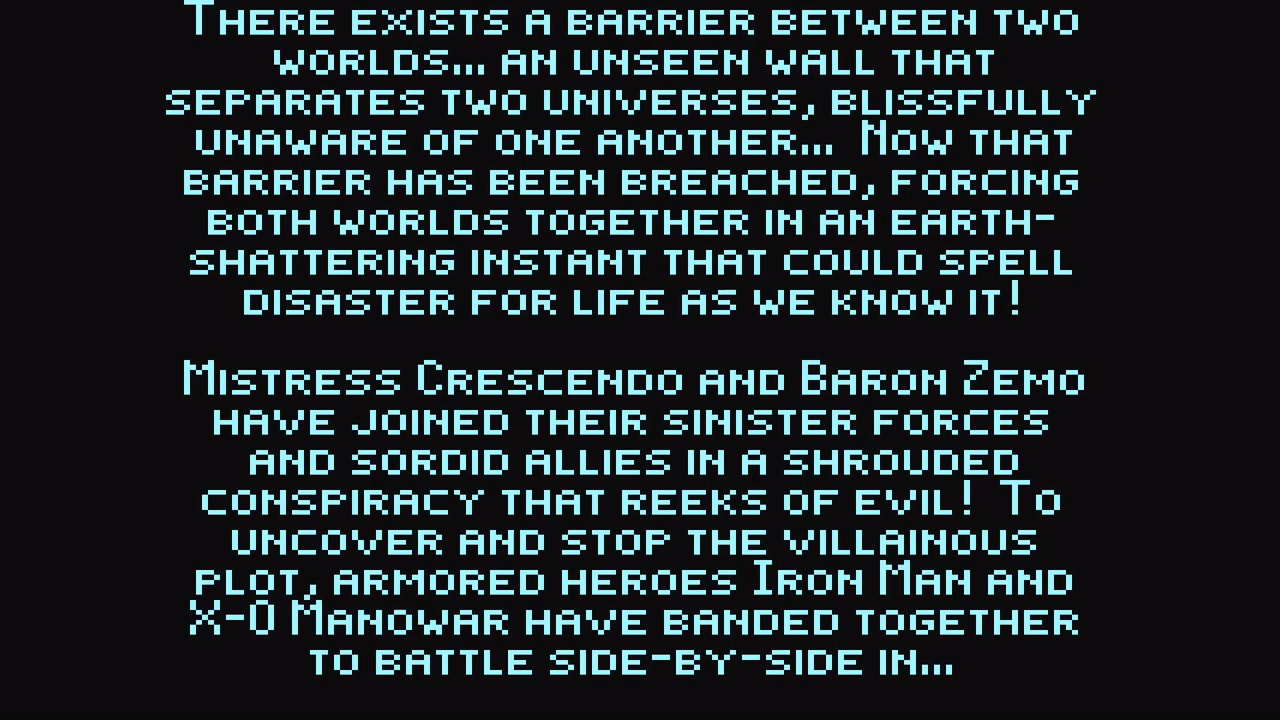 There exists a barrier between two
worlds... an unseen wall that
separates two universes, blissfully
unaware of one another... Now that
barrier has been breached, forcing
both worlds together in an earth-
shattering instant that could spell
disaster for life as we know it!
Mistress Crescendo and Baron Zemo
have joined their sinister forces
and sordid allies in a shrouded
conspiracy that reeks of evil! To
uncover and stop the villainous
plot, armored heroes Iron Man and
X-O Manowar have banded together
to battle side-by-side in...